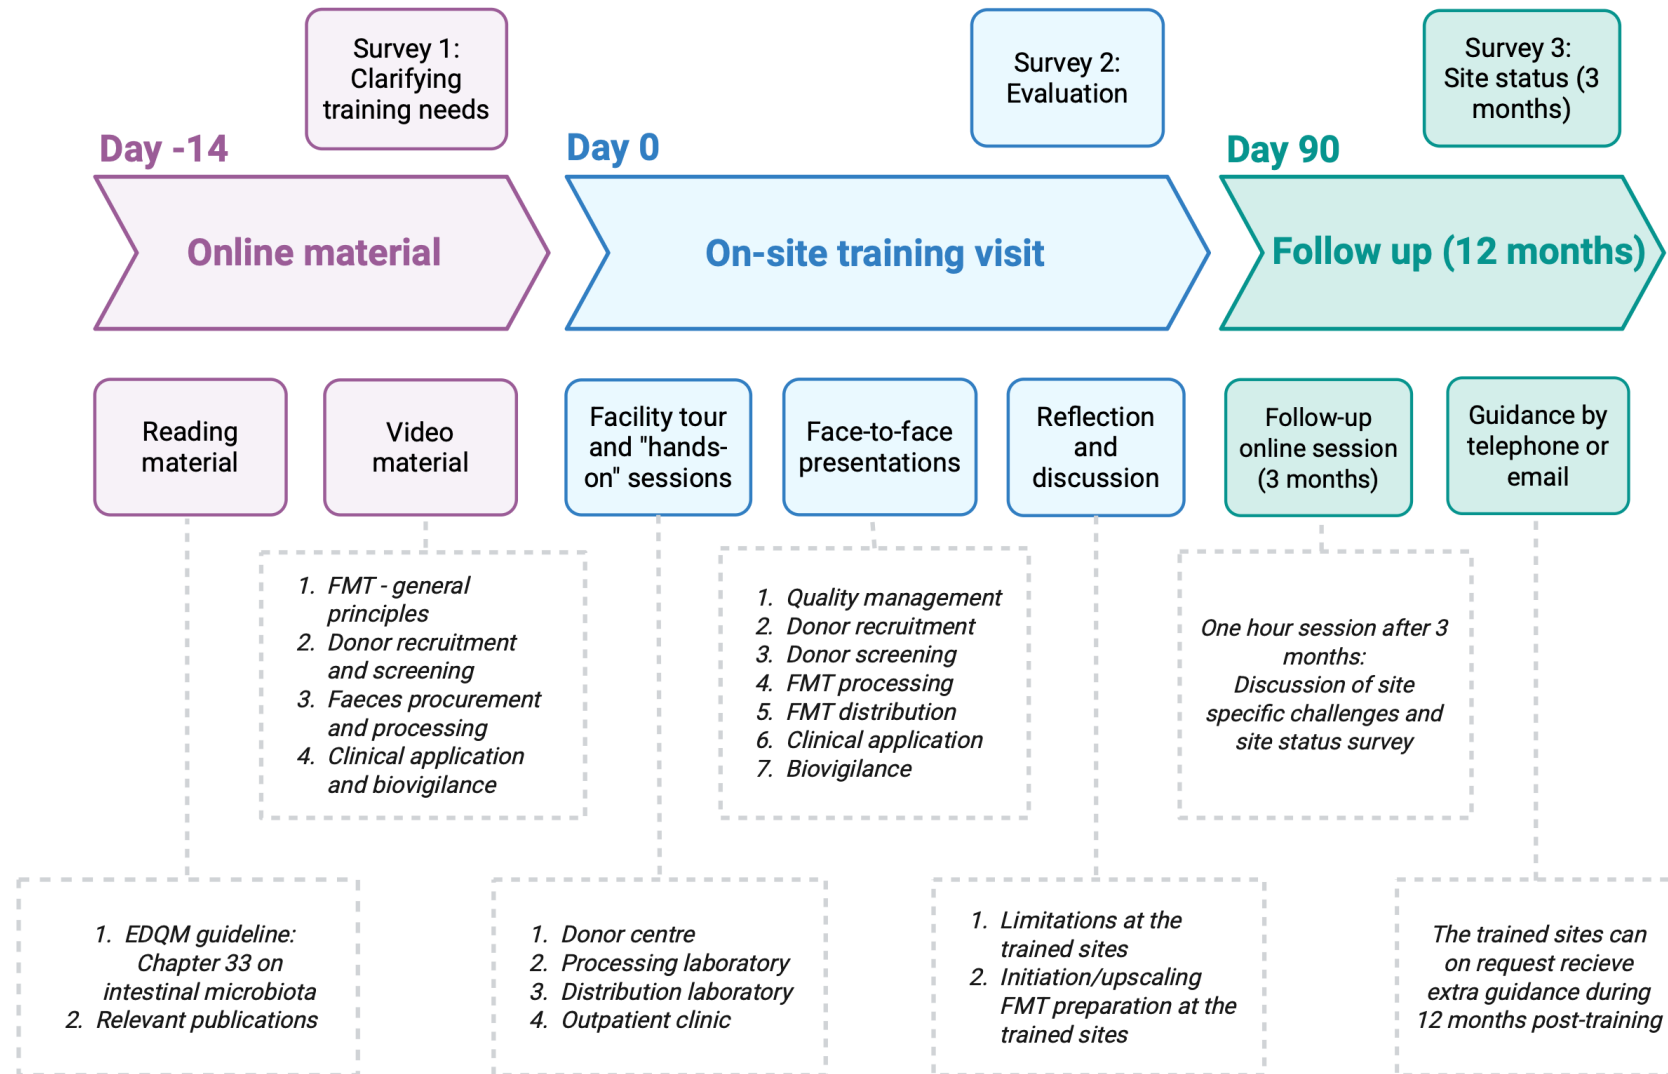 Survey 1:
Clarifying
training needs
Survey 2:
Evaluation
Survey 3:
Site status (3
months)
Day -14
Day 0
Day 90
Online material
On-site training visit
Follow up (12 months)
Reading
material
Video
material
Facility tour
and "hands-
on" sessions
Face-to-face
presentations
Reflection
and
discussion
Follow-up
online session
(3 months)
Guidance by
telephone or
email
1. FMT - general
principles
2. Donor recruitment
and screening
3. Faeces procurement
and processing
4. Clinical application
and biovigilance
1. Quality management
2. Donor recruitment
3. Donor screening
4. FMT processing
5. FMT distribution
6. Clinical application
7. Biovigilance
One hour session after 3
months:
Discussion of site
specific challenges and
site status survey
1. EDQM guideline:
Chapter 33 on
intestinal microbiota
2. Relevant publications
1. Donor centre
2. Processing laboratory
3. Distribution laboratory
4. Outpatient clinic
1. Limitations at the
trained sites
2. Initiation/upscaling
FMT preparation at the
trained sites
The trained sites can
on request recieve
extra guidance during
12 months post-training